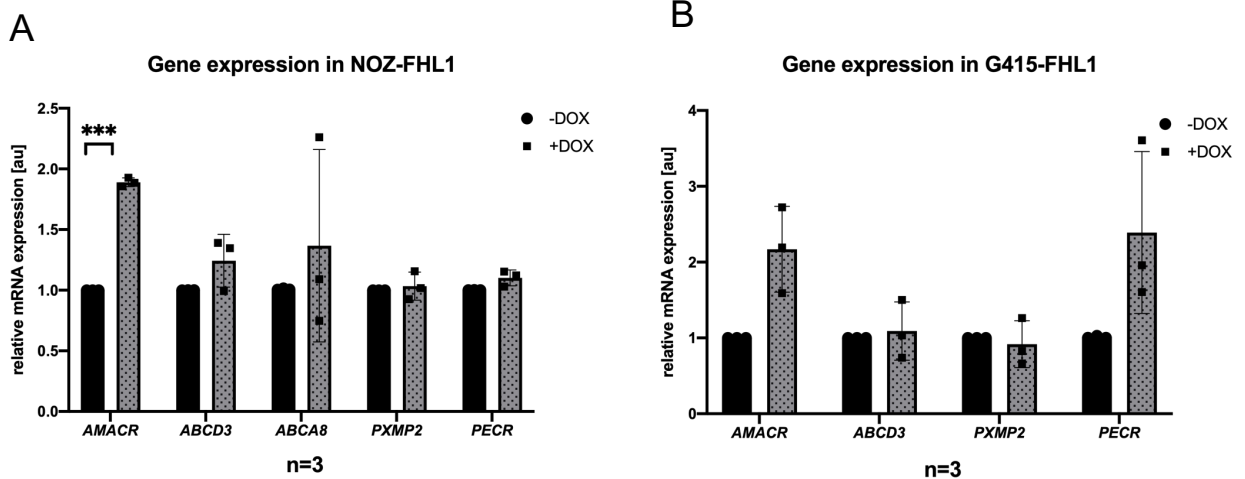 A
Gene expression in NOZ-FHL1
relative mRNA expression [au]
2.5
2.0
1.5
1.0
0.5
0.0
***
-DOX
+DOX
AMACR ABCD3 ABCA8 PXMP2 PECR
n=3
B
Gene expression in G415-FHL1
relative mRNA expression [au]
4
3
2
1
0
-DOX
+DOX
AMACR ABCD3 PXMP2 PECR
n=3